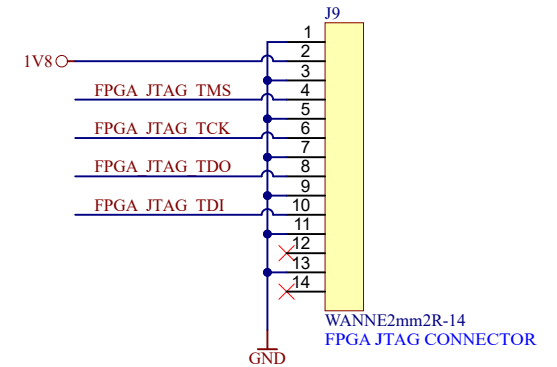 J9
1
1V8
2
3
FPGA JTAG TMS
4
5
FPGA JTAG TCK
6
7
FPGA JTAG TDO
8
9
FPGA JTAG TDI
10
11
12
13
14
WANNE2mm2R-14
FPGA JTAG CONNECTOR
GND